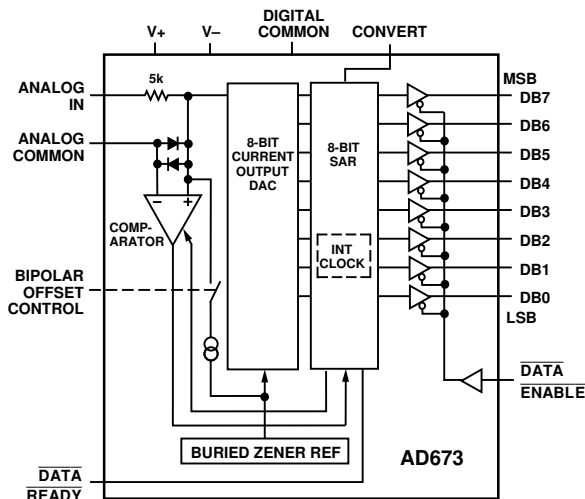 DIGITAL
V+ V– COMMON CONVERT
ANALOG
IN
5k
ANALOG
COMMON
8-BIT
CURRENT
OUTPUT
DAC
8-BIT
SAR
INT
CLOCK
– +
COMP-
ARATOR
BIPOLAR
OFFSET
CONTROL
MSB
DB7
DB6
DB5
DB4
DB3
DB2
DB1
DB0
LSB
DATA
ENABLE
BURIED ZENER REF
AD673
DATA
READY